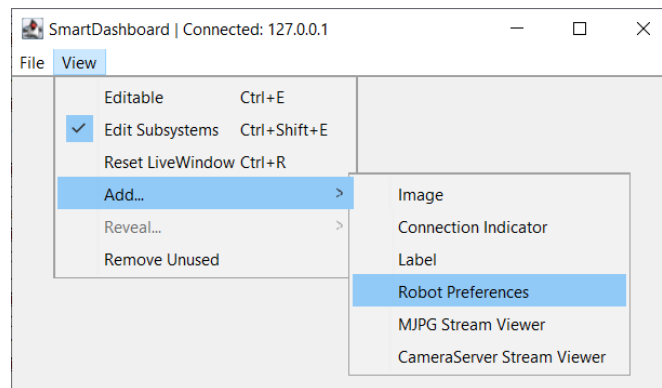 SmartDashboard | Connected: 127.0.0.1
File View
Editable Ctrl+E
Edit Subsystems Ctrl+Shift+E
Reset LiveWindow Ctrl+R
Add... >
Reveal... >
Remove Unused
Image
Connection Indicator
Label
Robot Preferences
MJPG Stream Viewer
CameraServer Stream Viewer